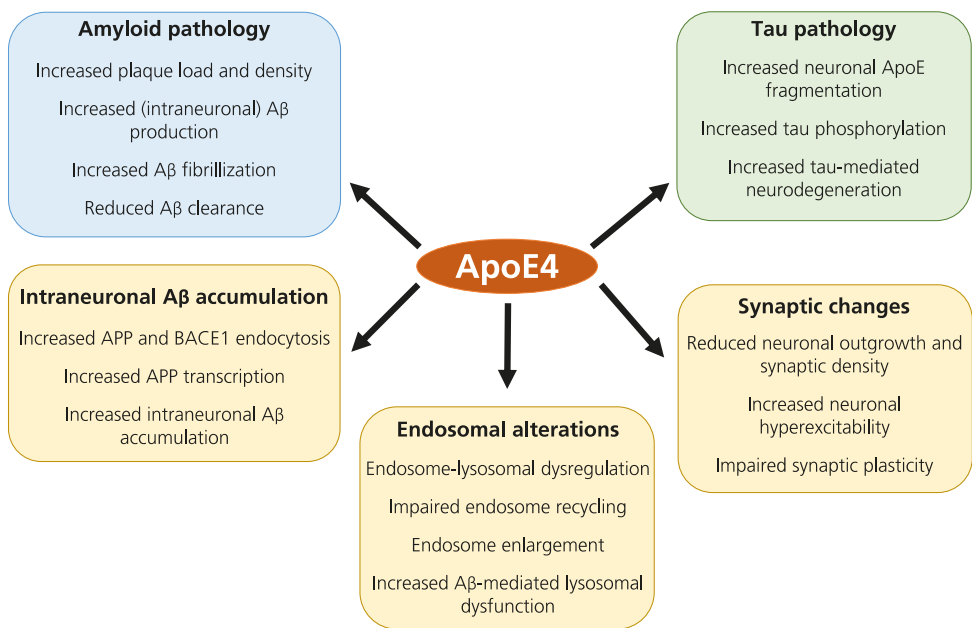 Amyloid pathology
Increased plaque load and density
Increased (intraneuronal) Aβ
production
Increased Aβ fibrillization
Reduced Aβ clearance
Tau pathology
Increased neuronal ApoE
fragmentation
Increased tau phosphorylation
Increased tau-mediated
neurodegeneration
ApoE4
Intraneuronal Aβ accumulation
Increased APP and BACE1 endocytosis
Increased APP transcription
Increased intraneuronal Aβ
accumulation
Endosomal alterations
Endosome-lysosomal dysregulation
Impaired endosome recycling
Endosome enlargement
Increased Aβ-mediated lysosomal
dysfunction
Synaptic changes
Reduced neuronal outgrowth and
synaptic density
Increased neuronal
hyperexcitability
Impaired synaptic plasticity